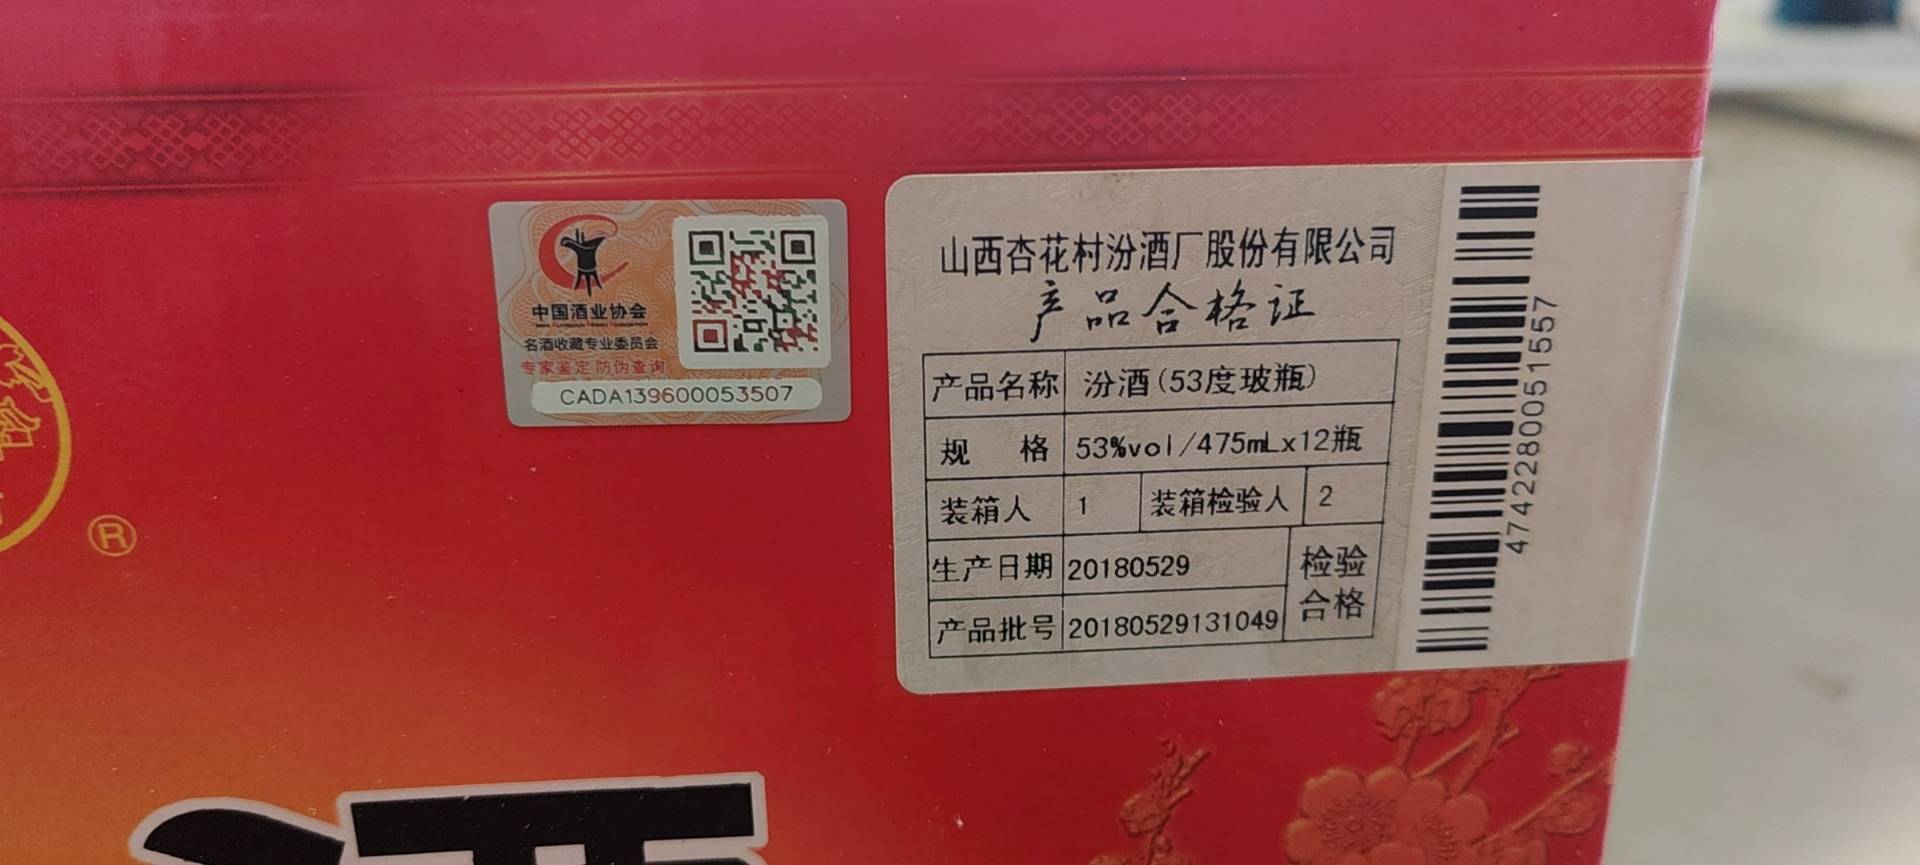 中国酒业协会
名酒收藏专业委员会
专家鉴定 防伪查询
CADA139600053507
山西杏花村汾酒厂股份有限公司
产品合格证
产品名称 汾酒(53度玻瓶)
规 格 53%vol/475mLx12瓶
装箱人 1 装箱检验人 2
生产日期 20180529
检验合格
产品批号 20180529131049
4742280051557
®
酒